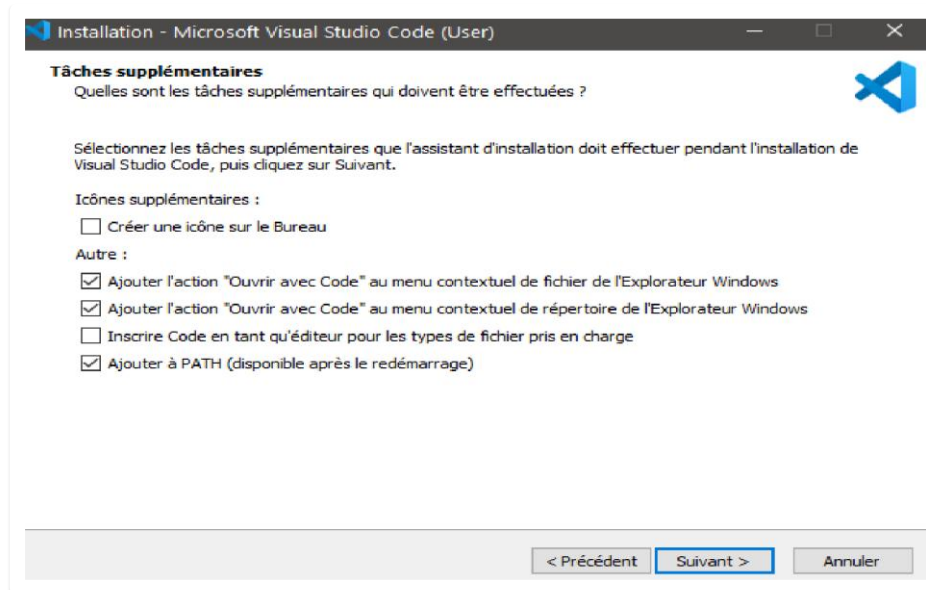 Installation - Microsoft Visual Studio Code (User)
Tâches supplémentaires
Quelles sont les tâches supplémentaires qui doivent être effectuées ?
Sélectionnez les tâches supplémentaires que l'assistant d'installation doit effectuer pendant l'installation de
Visual Studio Code, puis cliquez sur Suivant.
Icônes supplémentaires :
Créer une icône sur le Bureau
Autre :
Ajouter l'action "Ouvrir avec Code" au menu contextuel de fichier de l'Explorateur Windows
Ajouter l'action "Ouvrir avec Code" au menu contextuel de répertoire de l'Explorateur Windows
Inscrire Code en tant qu'éditeur pour les types de fichier pris en charge
Ajouter à PATH (disponible après le redémarrage)
< Précédent Suivant > Annuler